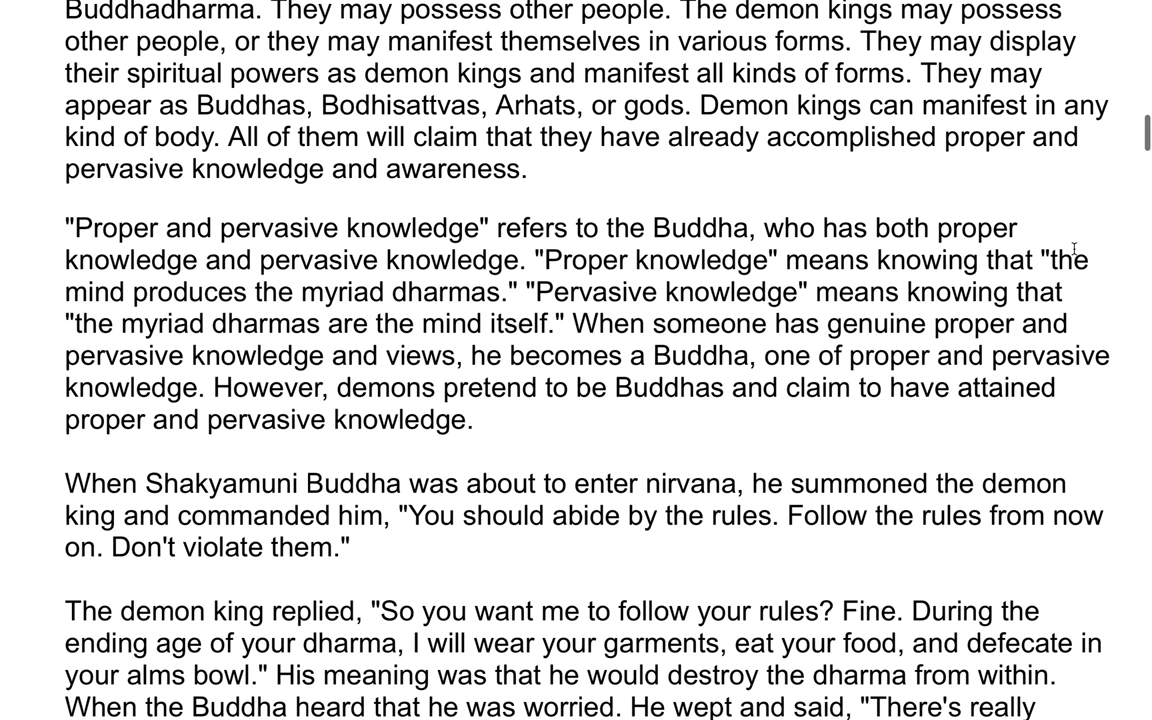 Buddhadharma. They may possess other people. The demon kings may possess
other people, or they may manifest themselves in various forms. They may display
their spiritual powers as demon kings and manifest all kinds of forms. They may
appear as Buddhas, Bodhisattvas, Arhats, or gods. Demon kings can manifest in any
kind of body. All of them will claim that they have already accomplished proper and
pervasive knowledge and awareness.
"Proper and pervasive knowledge" refers to the Buddha, who has both proper
knowledge and pervasive knowledge. "Proper knowledge" means knowing that "the
mind produces the myriad dharmas." "Pervasive knowledge" means knowing that
"the myriad dharmas are the mind itself." When someone has genuine proper and
pervasive knowledge and views, he becomes a Buddha, one of proper and pervasive
knowledge. However, demons pretend to be Buddhas and claim to have attained
proper and pervasive knowledge.
When Shakyamuni Buddha was about to enter nirvana, he summoned the demon
king and commanded him, "You should abide by the rules. Follow the rules from now
on. Don't violate them."
The demon king replied, "So you want me to follow your rules? Fine. During the
ending age of your dharma, I will wear your garments, eat your food, and defecate in
your alms bowl." His meaning was that he would destroy the dharma from within.
When the Buddha heard that he was worried. He wept and said, "There's really